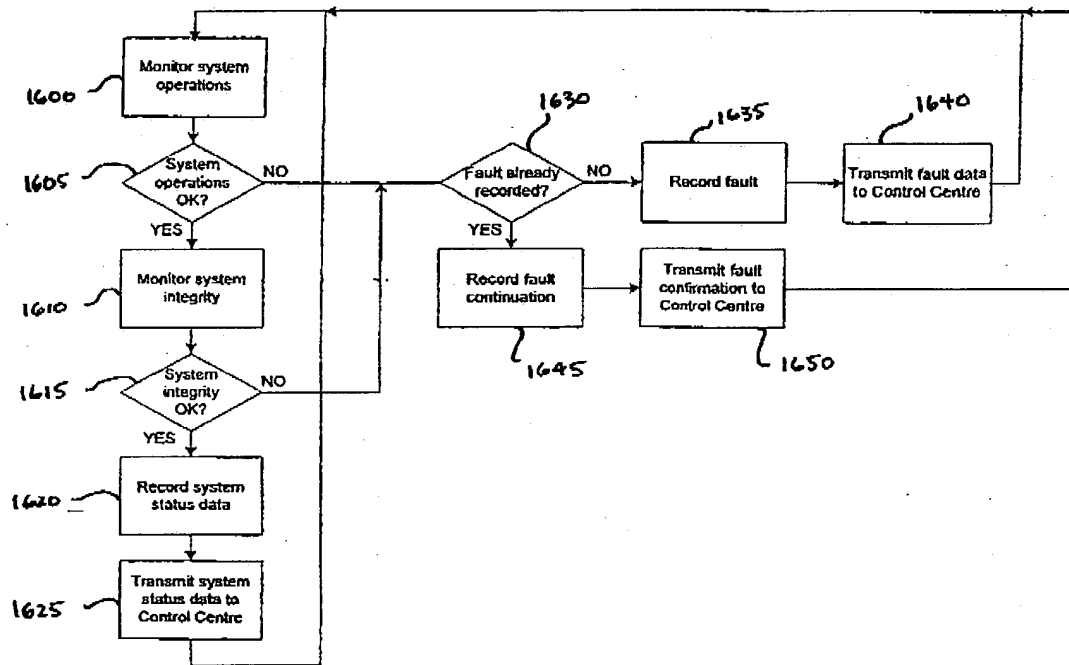 Monitor system
operations
1600
System
operations
OK?
1605
NO
YES
Monitor system
integrity
1610
System
integrity
OK?
1615
NO
YES
Record system
status data
1620
Transmit system
status data to
Control Centre
1625
1630
Fault already
recorded?
NO
YES
1635
Record fault
1640
Transmit fault data
to Control Centre
Record fault
continuation
1645
Transmit fault
confirmation to
Control Centre
1650